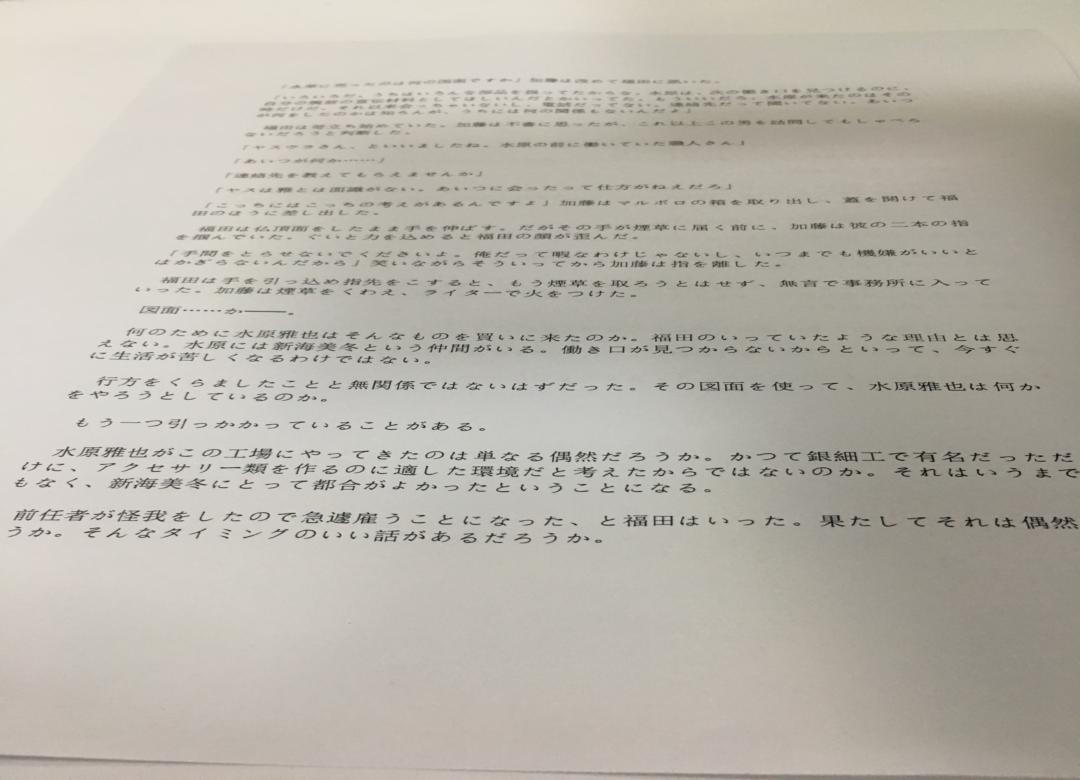 「水原に売ったのは何の図面ですか」加藤は改めて福田に訊いた。
「いろいろだ。うちはいろんな部品を扱ってたからな。水原は、次の働き口を見つけるのに、
自分の腕前の宣伝材料としてほしいんだとかいってた。もういいだろ。水原が来たのはその
時だけだ。それ以来会っちゃいないし、電話だってない。連絡先だって聞いてない。あいつ
が何をしたのかは知らんが、うちには何の関係もないんだよ」
福田は苛立ち始めていた。加藤は不審に思ったが、これ以上この男を詰問してもしゃべら
ないだろうと判断した。
「ヤスウラさん、といいましたね。水原の前に働いていた職人さん」
「あいつが何か……」
「連絡先を教えてもらえませんか」
「ヤスは雅とは面識がない。あいつに会ったって仕方がねえだろ」
「こっちにはこっちの考えがあるんですよ」加藤はマルボロの箱を取り出し、蓋を開けて福
田のほうに差し出した。
福田は仏頂面をしたまま手を伸ばす。だがその手が煙草に届く前に、加藤は彼の二本の指
を掴んでいた。ぐいと力を込めると福田の顔が歪んだ。
「手間をとらせないでくださいよ。俺だって暇なわけじゃないし、いつまでも機嫌がいいと
はかぎらないんだから」笑いながらそういってから加藤は指を離した。
福田は手を引っ込め指先をこすると、もう煙草を取ろうとはせず、無言で事務所に入って
いった。加藤は煙草をくわえ、ライターで火をつけた。
図面……か――。
何のために水原雅也はそんなものを買いに来たのか。福田のいっていたような理由とは思
えない。水原には新海美冬という仲間がいる。働き口が見つからないからといって、今すぐ
に生活が苦しくなるわけではない。
行方をくらましたことと無関係ではないはずだった。その図面を使って、水原雅也は何か
をやろうとしているのか。
もう一つ引っかかっていることがある。
水原雅也がこの工場にやってきたのは単なる偶然だろうか。かつて銀細工で有名だっただ
けに、アクセサリー類を作るのに適した環境だと考えたからではないのか。それはいうまで
もなく、新海美冬にとって都合がよかったということになる。
前任者が怪我をしたので急遽雇うことになった、と福田はいった。果たしてそれは偶然
うか。そんなタイミングのいい話があるだろうか。